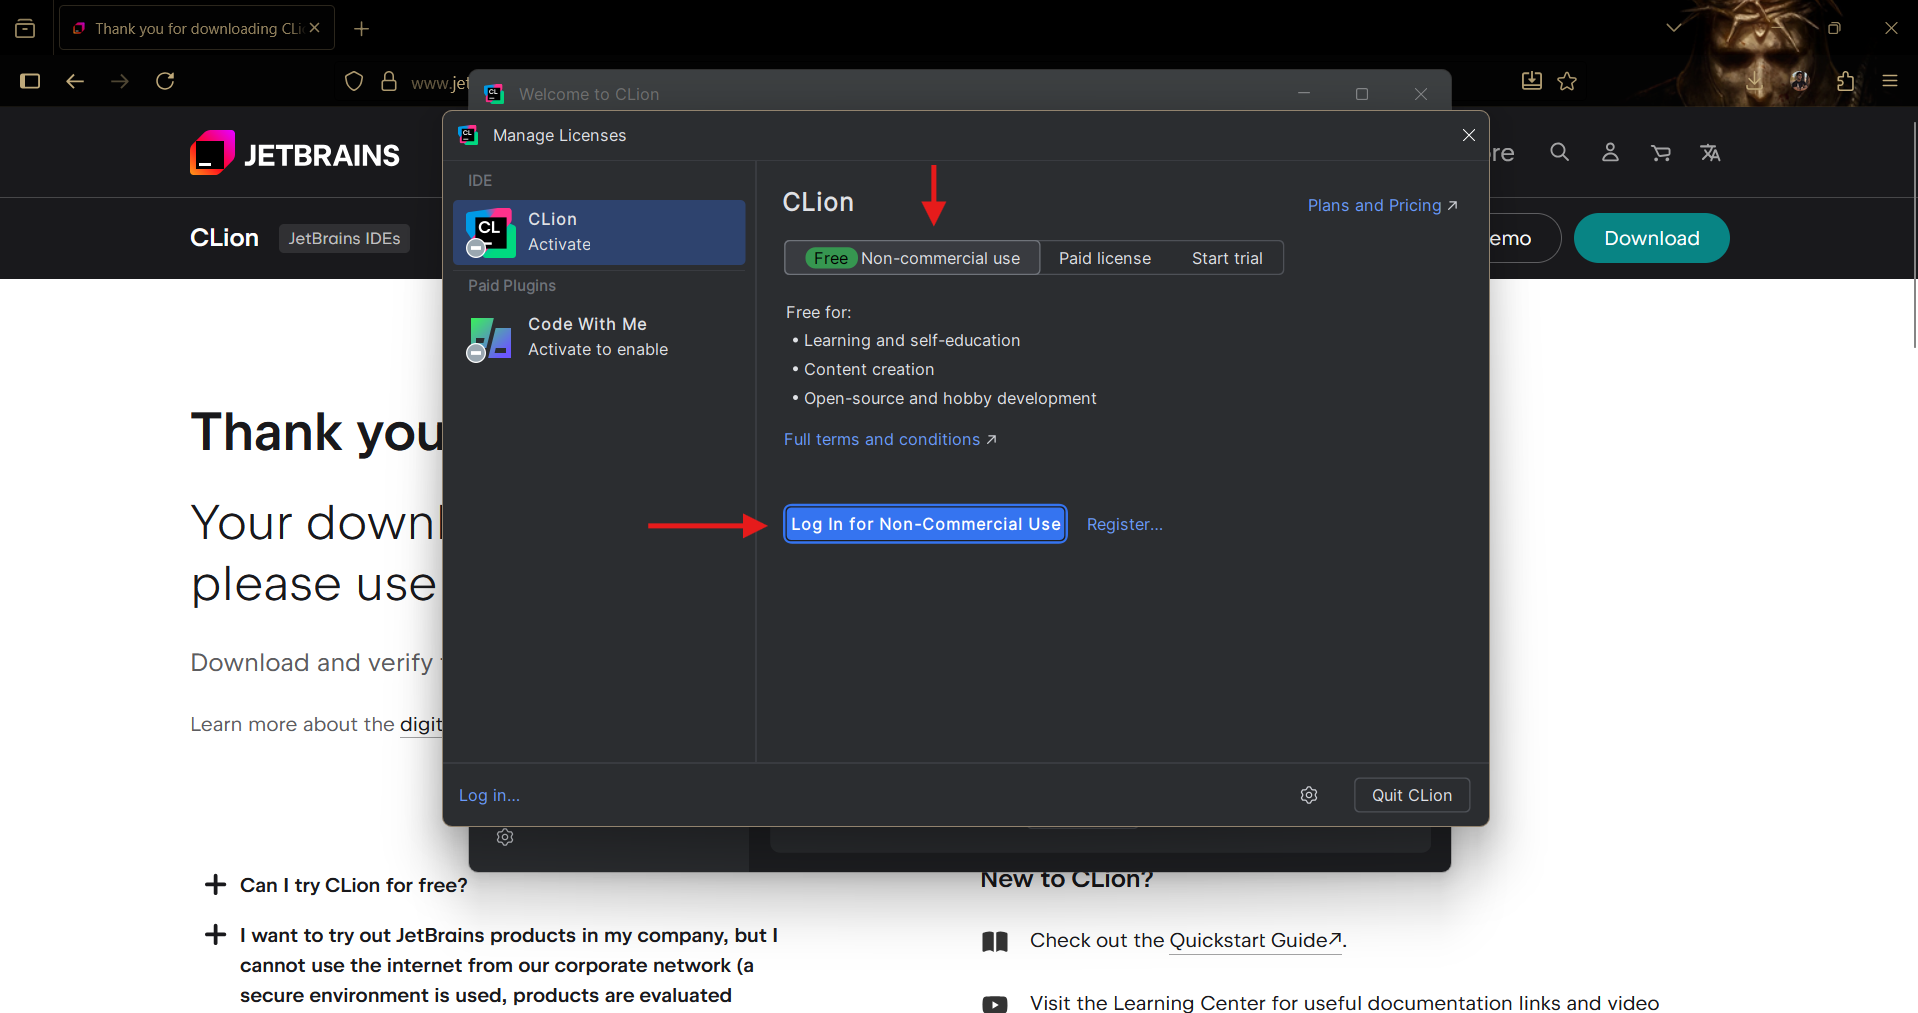 Thank you for downloading CLi
www.jet
Welcome to CLion
JETBRAINS
re
CLion
JetBrains IDEs
emo
Download
Manage Licenses
IDE
CL
CLion
Activate
Paid Plugins
Code With Me
Activate to enable
CLion
Plans and Pricing ↗
Free Non-commercial use
Paid license
Start trial
Free for:
• Learning and self-education
• Content creation
• Open-source and hobby development
Full terms and conditions ↗
Log In for Non-Commercial Use
Register...
Log in...
Quit CLion
Thank you
Your downl
please use
Download and verify
Learn more about the digit
Can I try CLion for free?
I want to try out JetBrains products in my company, but I
cannot use the internet from our corporate network (a
secure environment is used, products are evaluated
New to CLion?
Check out the Quickstart Guide↗.
Visit the Learning Center for useful documentation links and video